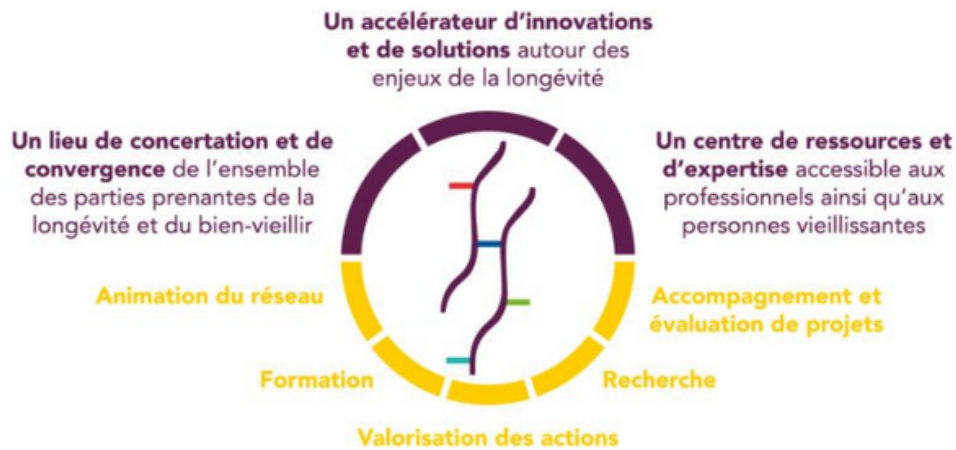 Un accélérateur d'innovations
et de solutions autour des
enjeux de la longévité
Un lieu de concertation et de
convergence de l'ensemble
des parties prenantes de la
longévité et du bien-vieillir
Un centre de ressources et
d'expertise accessible aux
professionnels ainsi qu'aux
personnes vieillissantes
Animation du réseau
Accompagnement et
évaluation de projets
Formation
Recherche
Valorisation des actions